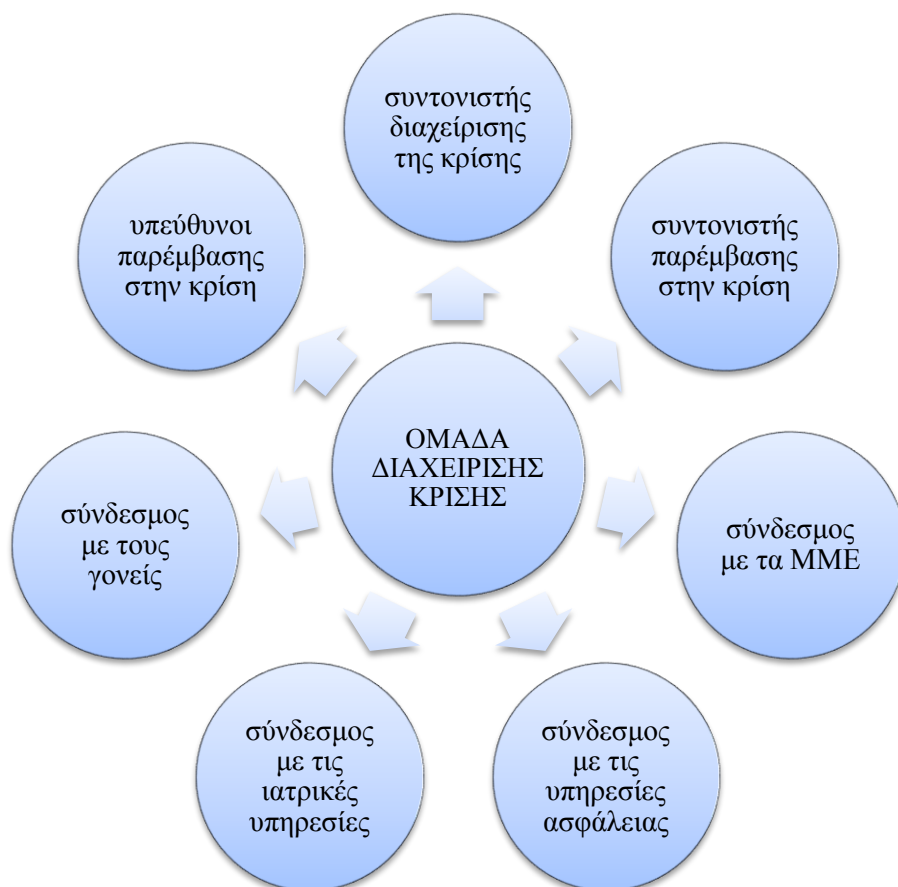 συντονιστής
διαχείρισης
της κρίσης
υπεύθυνοι
παρέμβασης
στην κρίση
συντονιστής
παρέμβασης
στην κρίση
ΟΜΑΔΑ
ΔΙΑΧΕΙΡΙΣΗΣ
ΚΡΙΣΗΣ
σύνδεσμος
με τους
γονείς
σύνδεσμος
με τα ΜΜΕ
σύνδεσμος
με τις
ιατρικές
υπηρεσίες
σύνδεσμος
με τις
υπηρεσίες
ασφάλειας